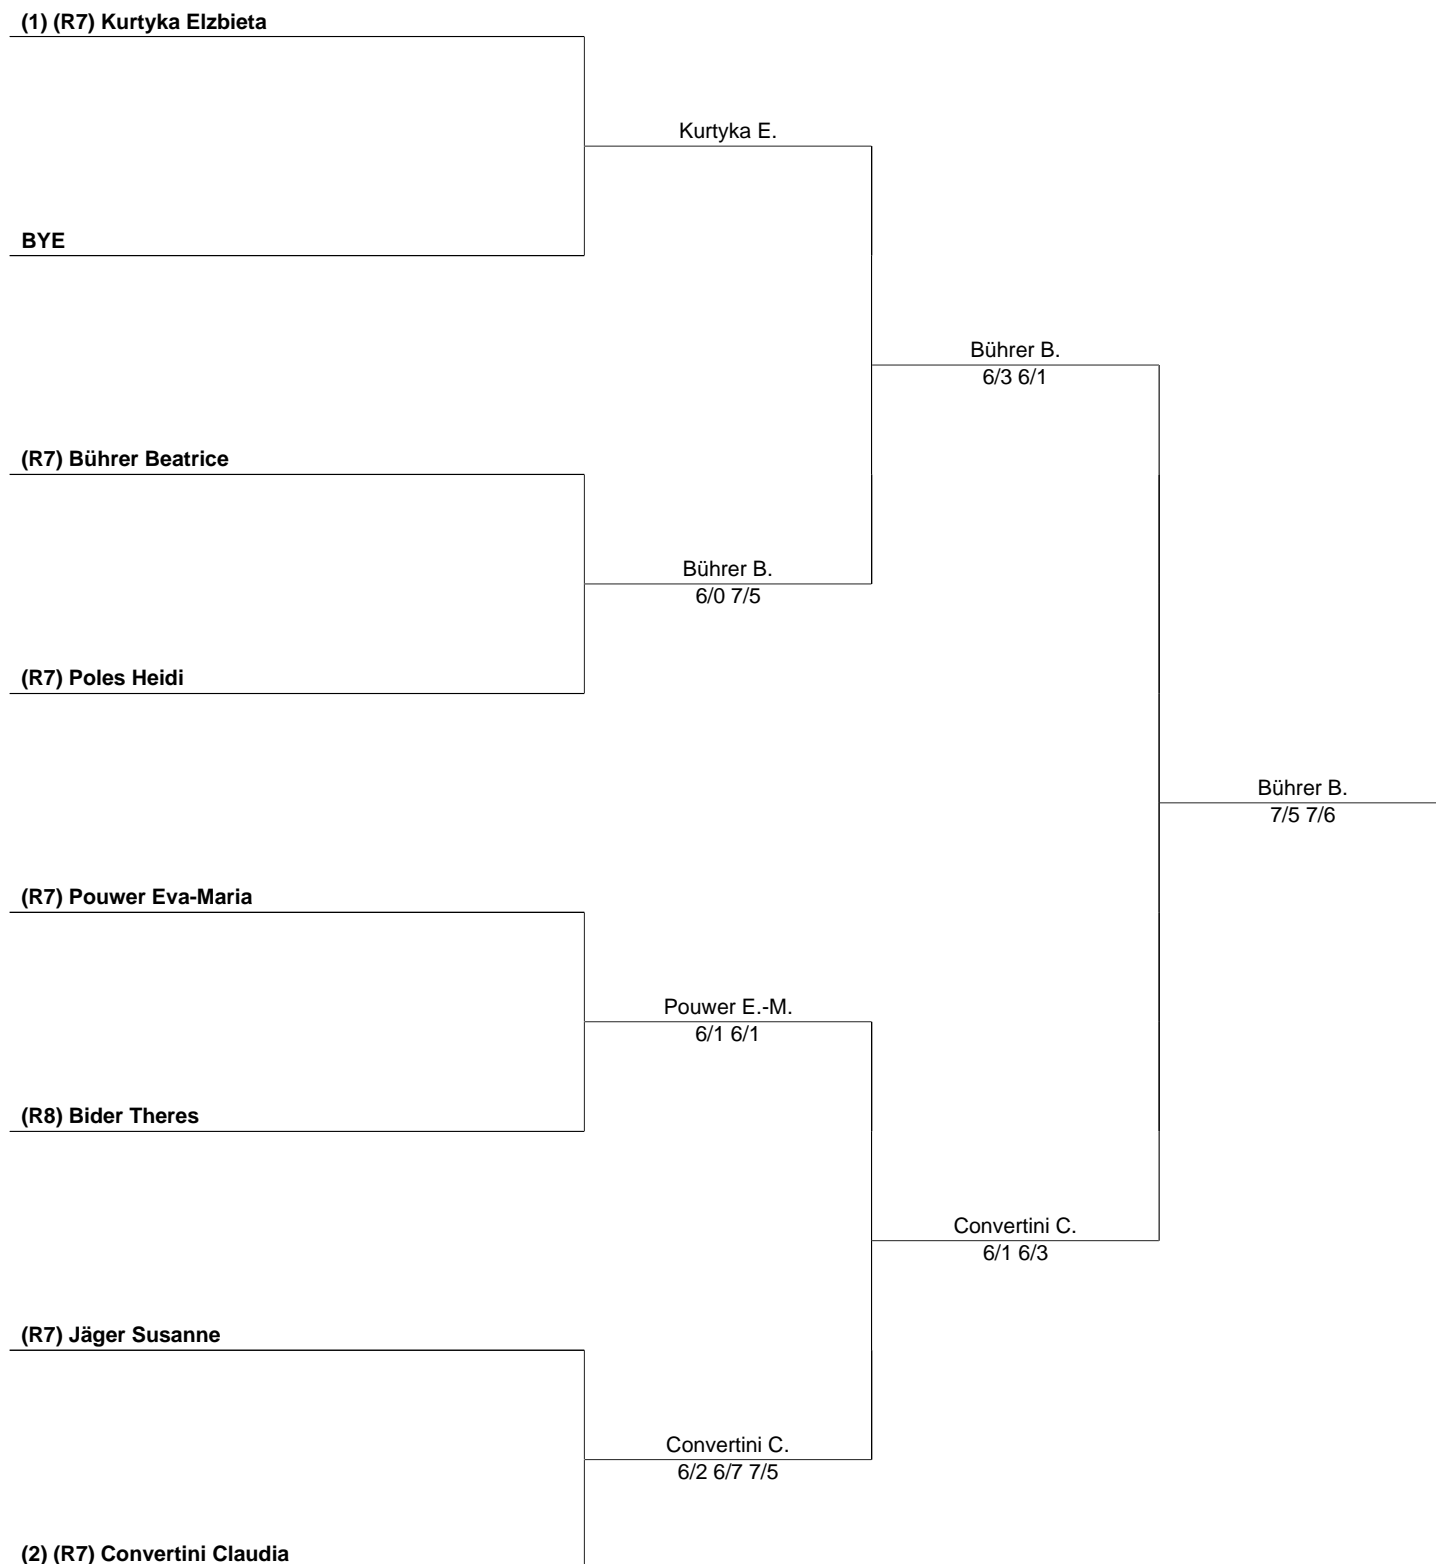 (1) (R7) Kurtyka Elzbieta
Kurtyka E.
BYE
Bührer B.
6/3 6/1
(R7) Bührer Beatrice
Bührer B.
6/0 7/5
(R7) Poles Heidi
Bührer B.
7/5 7/6
(R7) Pouwer Eva-Maria
Pouwer E.-M.
6/1 6/1
(R8) Bider Theres
Convertini C.
6/1 6/3
(R7) Jäger Susanne
Convertini C.
6/2 6/7 7/5
(2) (R7) Convertini Claudia